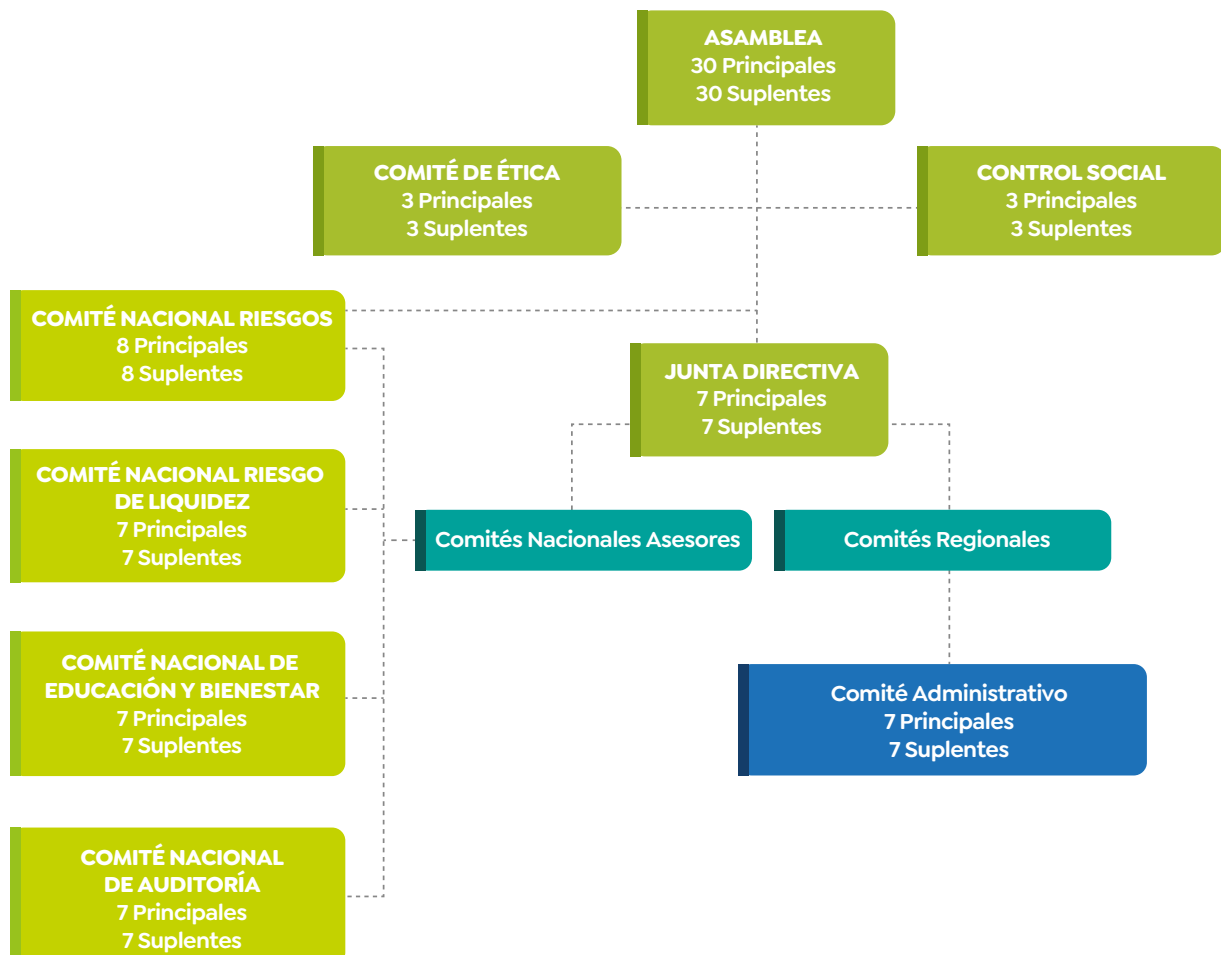 ASAMBLEA
30 Principales
30 Suplentes
COMITÉ DE ÉTICA
3 Principales
3 Suplentes
CONTROL SOCIAL
3 Principales
3 Suplentes
COMITÉ NACIONAL RIESGOS
8 Principales
8 Suplentes
JUNTA DIRECTIVA
7 Principales
7 Suplentes
COMITÉ NACIONAL RIESGO
DE LIQUIDEZ
7 Principales
7 Suplentes
Comités Nacionales Asesores
Comités Regionales
COMITÉ NACIONAL DE
EDUCACIÓN Y BIENESTAR
7 Principales
7 Suplentes
Comité Administrativo
7 Principales
7 Suplentes
COMITÉ NACIONAL
DE AUDITORÍA
7 Principales
7 Suplentes